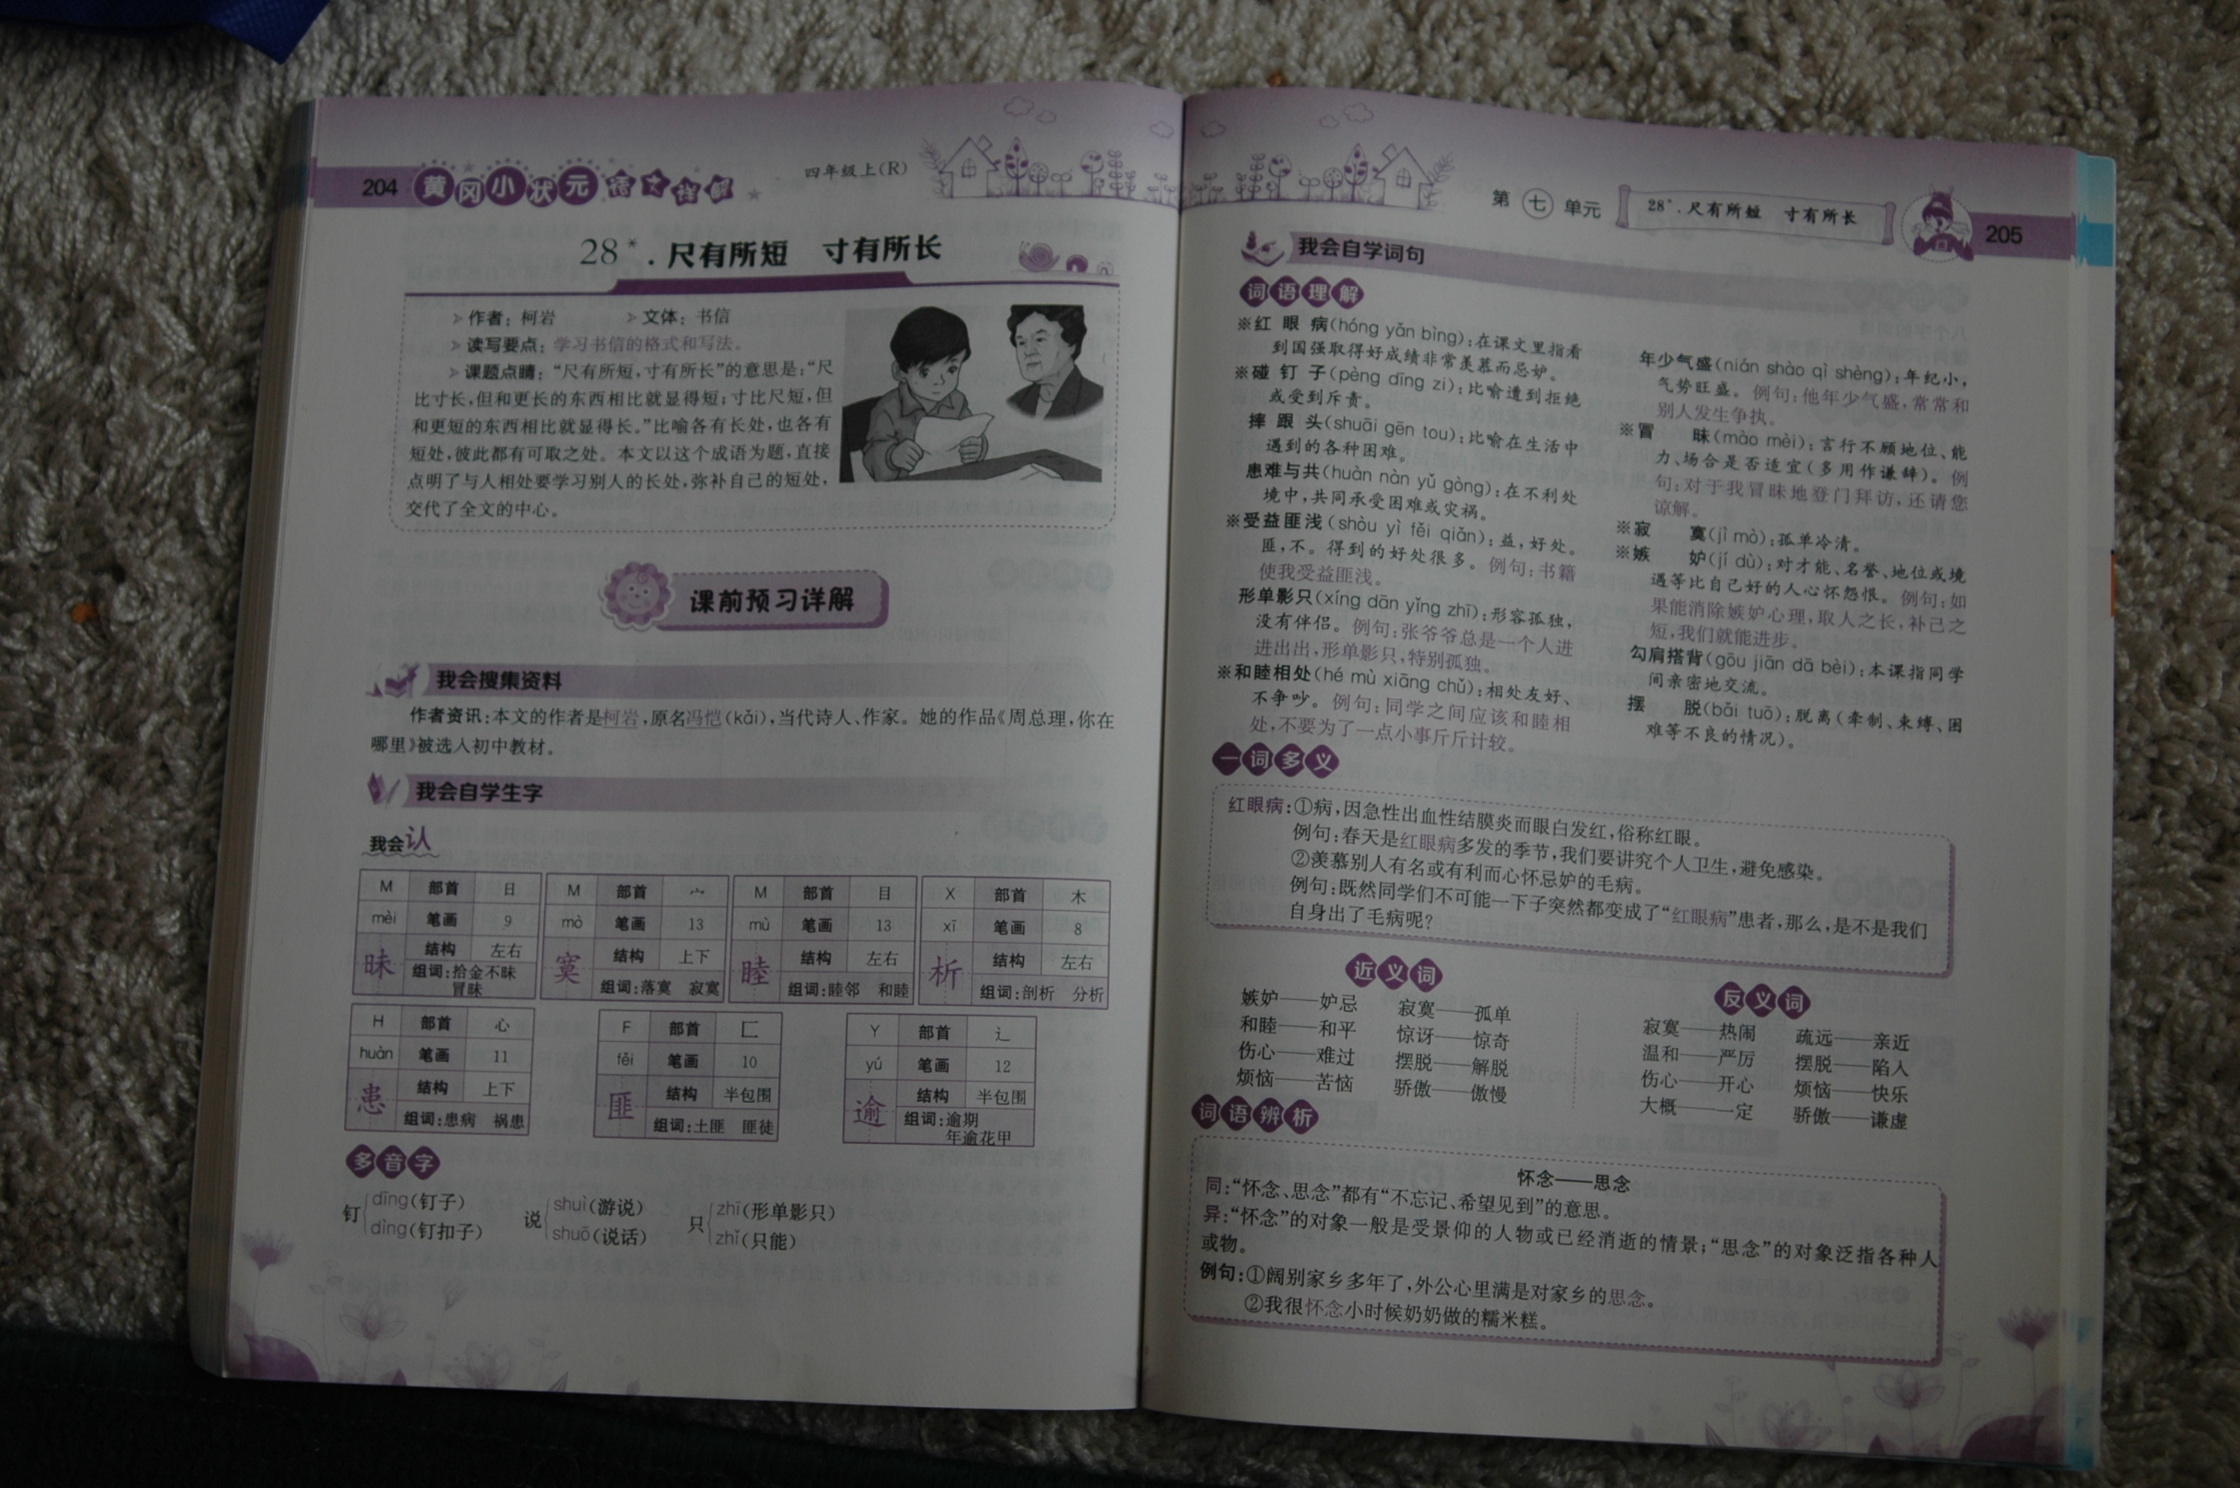 204 黄冈小状元 详解 四年级上(R)
28*.尺有所短 寸有所长
➢作者：柯岩 ➢文体：书信
➢读写要点：学习书信的格式和写法。
➢课题点睛：“尺有所短，寸有所长”的意思是：“尺
比寸长，但和更长的东西相比就显得短；寸比尺短，但
和更短的东西相比就显得长。”比喻各有长处，也各有
短处，彼此都有可取之处。本文以这个成语为题，直接
点明了与人相处要学习别人的长处，弥补自己的短处，
交代了全文的中心。
课前预习详解
我会搜集资料
作者资讯：本文的作者是柯岩，原名冯恺(kǎi)，当代诗人、作家。她的作品《周总理，你在
哪里》被选入初中教材。
我会自学生字
我会认
M 部首 日 M 部首 宀 M 部首 目 X 部首 木
mèi 笔画 9 mò 笔画 13 mù 笔画 13 xī 笔画 8
昧 结构 左右 寞 结构 上下 睦 结构 左右 析 结构 左右
组词：拾金不昧 冒昧 组词：落寞 寂寞 组词：睦邻 和睦 组词：剖析 分析
H 部首 心 F 部首 匚 Y 部首 辶
huàn 笔画 11 fěi 笔画 10 yú 笔画 12
患 结构 上下 匪 结构 半包围 逾 结构 半包围
组词：患病 祸患 组词：土匪 匪徒 组词：逾期 年逾花甲
多音字
钉{dīng(钉子) 说{shuì(游说) 只{zhī(形单影只)
dìng(钉扣子) shuō(说话) zhǐ(只能)
第七单元 28*.尺有所短 寸有所长 205
我会自学词句
词语理解
※红眼病(hóng yǎn bìng)：在课文里指看
到国强取得好成绩非常羡慕而忌妒。
※碰钉子(pèng dīng zi)：比喻遭到拒绝
或受到斥责。
摔跟头(shuāi gēn tou)：比喻在生活中
遇到的各种困难。
患难与共(huàn nàn yǔ gòng)：在不利处
境中，共同承受困难或灾祸。
※受益匪浅(shòu yì fěi qiǎn)：益，好处。
匪，不。得到的好处很多。例句：书籍
使我受益匪浅。
形单影只(xíng dān yǐng zhī)：形容孤独，
没有伴侣。例句：张爷爷总是一个人进
进出出，形单影只，特别孤独。
※和睦相处(hé mù xiāng chǔ)：相处友好、
不争吵。例句：同学之间应该和睦相
处，不要为了一点小事斤斤计较。
年少气盛(nián shào qì shèng)：年纪小，
气势旺盛。例句：他年少气盛，常常和
别人发生争执。
※冒昧(mào mèi)：言行不顾地位、能
力、场合是否适宜(多用作谦辞)。例
句：对于我冒昧地登门拜访，还请您
谅解。
※寂寞(jì mò)：孤单冷清。
※嫉妒(jí dù)：对才能、名誉、地位或境
遇等比自己好的人心怀怨恨。例句：如
果能消除嫉妒心理，取人之长，补己之
短，我们就能进步。
勾肩搭背(gōu jiān dā bèi)：本课指同学
间亲密地交流。
摆脱(bǎi tuō)：脱离(牵制、束缚、困
难等不良的情况)。
一词多义
红眼病：①病，因急性出血性结膜炎而眼白发红，俗称红眼。
例句：春天是红眼病多发的季节，我们要讲究个人卫生，避免感染。
②羡慕别人有名或有利而心怀忌妒的毛病。
例句：既然同学们不可能一下子突然都变成了“红眼病”患者，那么，是不是我们
自身出了毛病呢？
近义词
嫉妒——妒忌 寂寞——孤单
和睦——和平 惊讶——惊奇
伤心——难过 摆脱——解脱
烦恼——苦恼 骄傲——傲慢
反义词
寂寞——热闹 疏远——亲近
温和——严厉 摆脱——陷入
伤心——开心 烦恼——快乐
大概——一定 骄傲——谦虚
词语辨析
怀念——思念
同：“怀念、思念”都有“不忘记、希望见到”的意思。
异：“怀念”的对象一般是受景仰的人物或已经消逝的情景；“思念”的对象泛指各种人
或物。
例句：①阔别家乡多年了，外公心里满是对家乡的思念。
②我很怀念小时候奶奶做的糯米糕。